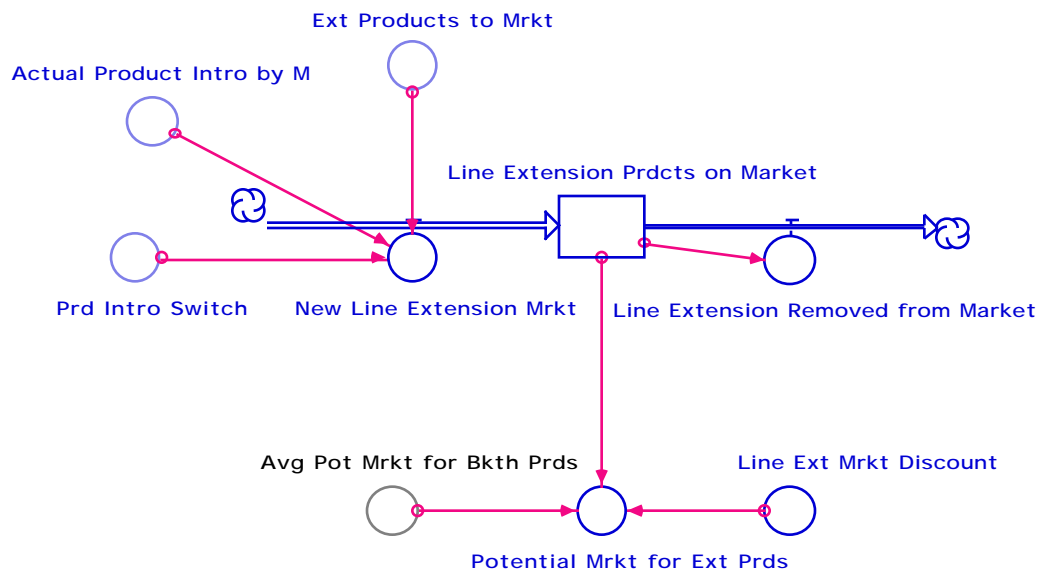 Ext Products to Mrkt
Actual Product Intro by M
Line Extension Prdcts on Market
Prd Intro Switch
New Line Extension Mrkt
Line Extension Removed from Market
Avg Pot Mrkt for Bkth Prds
Line Ext Mrkt Discount
Potential Mrkt for Ext Prds